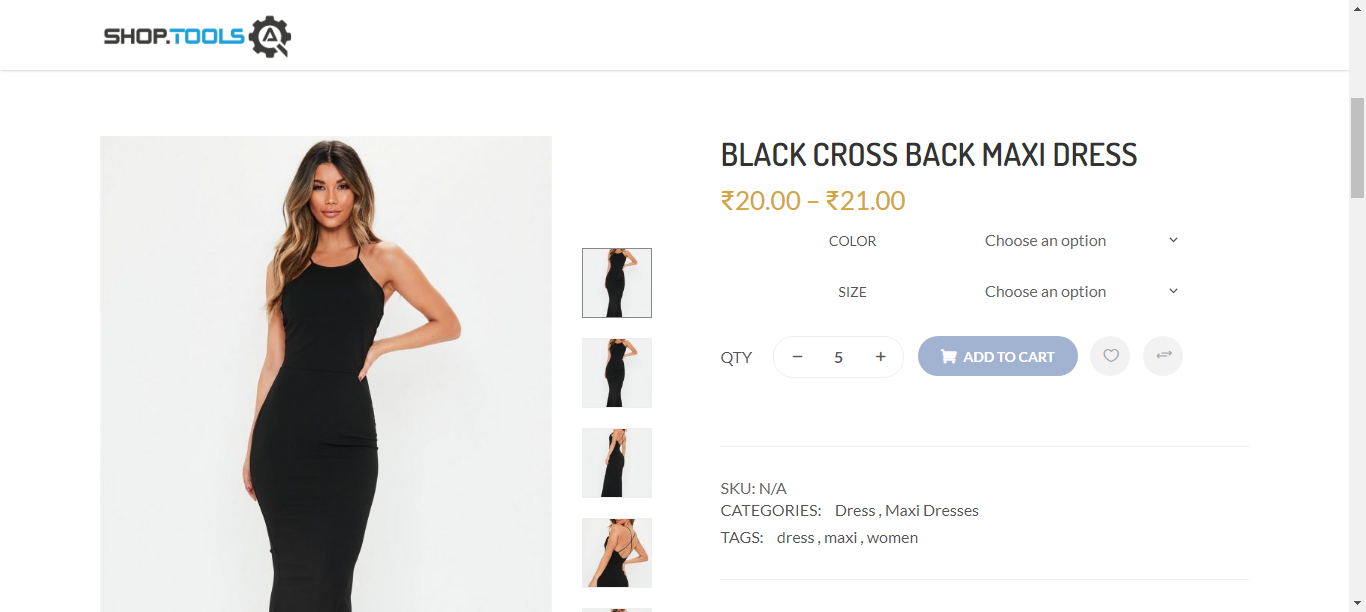 SHOP.TOOLS
BLACK CROSS BACK MAXI DRESS
₹20.00 – ₹21.00
COLOR Choose an option
SIZE Choose an option
QTY − 5 + ADD TO CART
SKU: N/A
CATEGORIES: Dress , Maxi Dresses
TAGS: dress , maxi , women